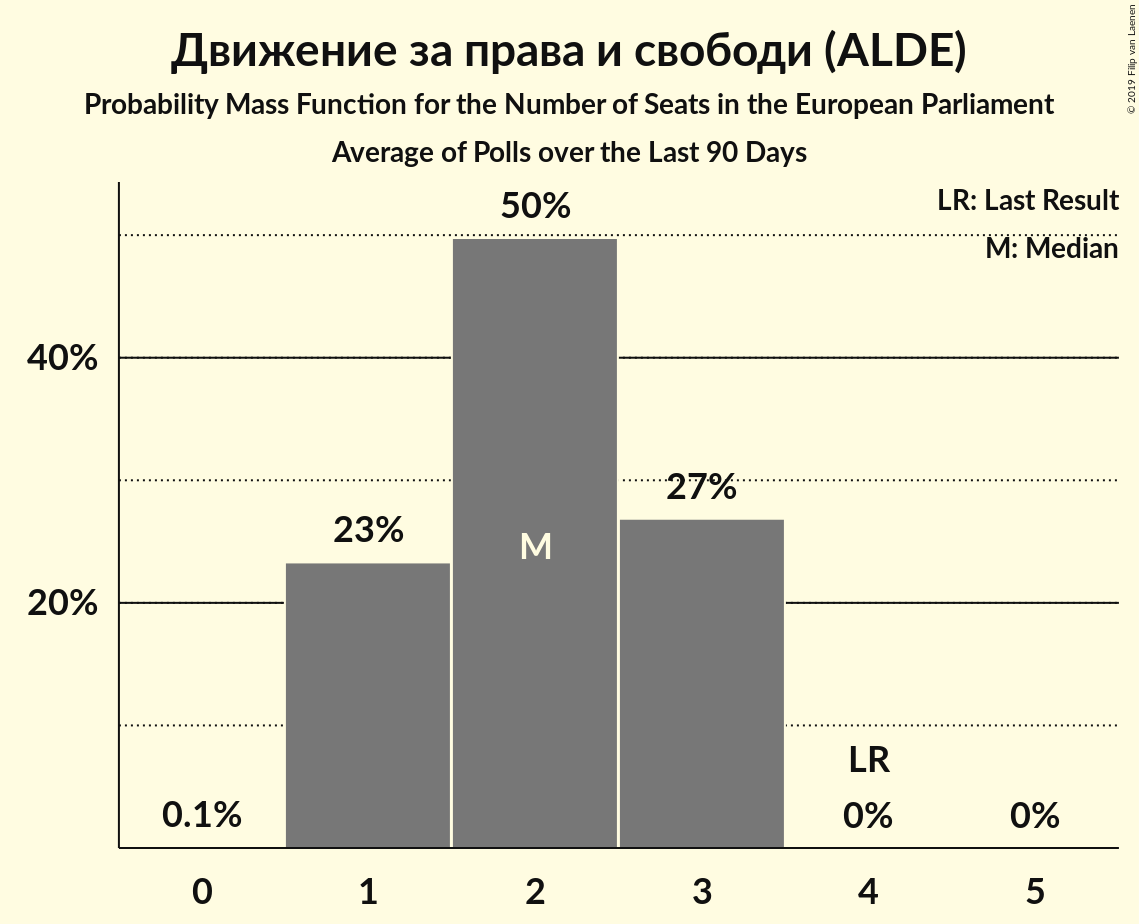 Движение за права и свободи (ALDE)
Probability Mass Function for the Number of Seats in the European Parliament
Average of Polls over the Last 90 Days
© 2019 Filip van Laenen
LR: Last Result
M: Median
50%
40%
27%
23%
M
20%
LR
0.1%
0%
0%
0
1
2
3
4
5